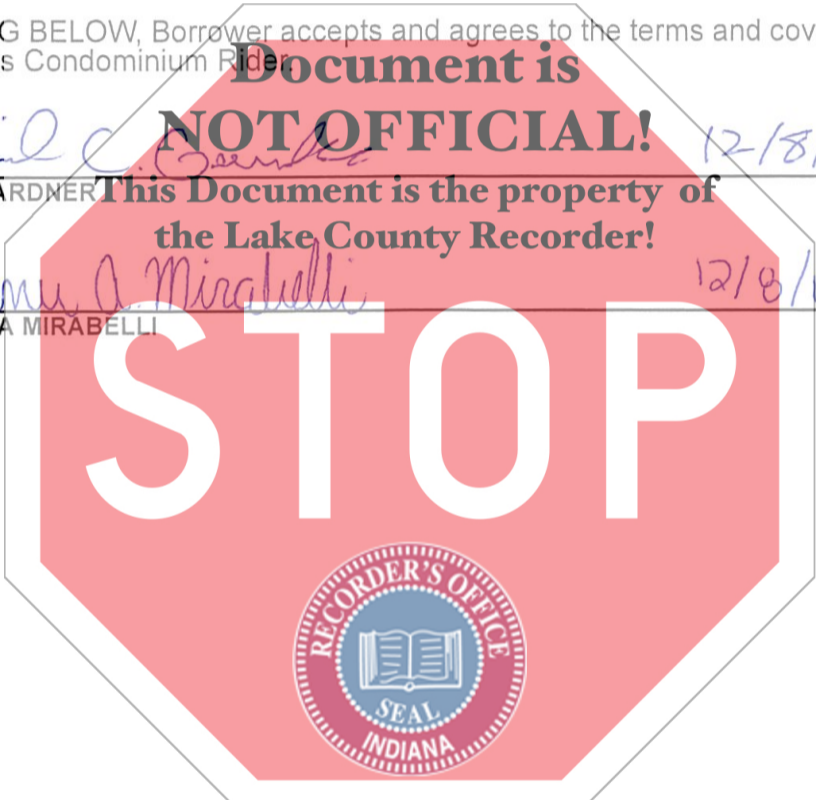 G BELOW, Borrower accepts and agrees to the terms and cov
s Condominium Rider.
Document is
NOT OFFICIAL!
C. 12/8/
ARDNER
This Document is the property of
the Lake County Recorder!
A. Mirabelli 12/8/
A MIRABELLI
STOP
RECORDER'S OFFICE
SEAL
INDIANA